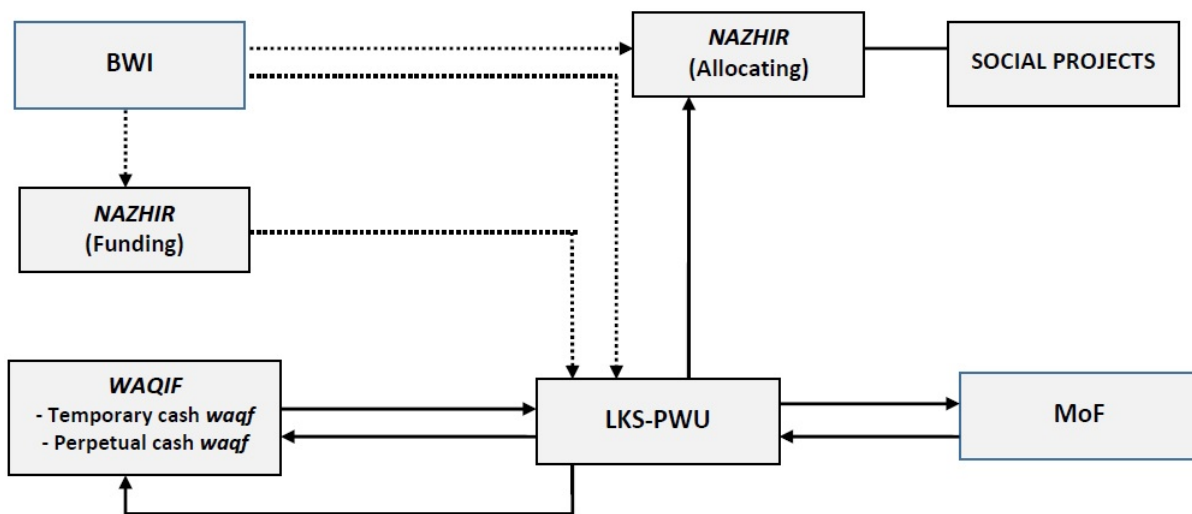 BWI
NAZHIR
(Allocating)
SOCIAL PROJECTS
NAZHIR
(Funding)
WAQIF
- Temporary cash waqf
- Perpetual cash waqf
LKS-PWU
MoF